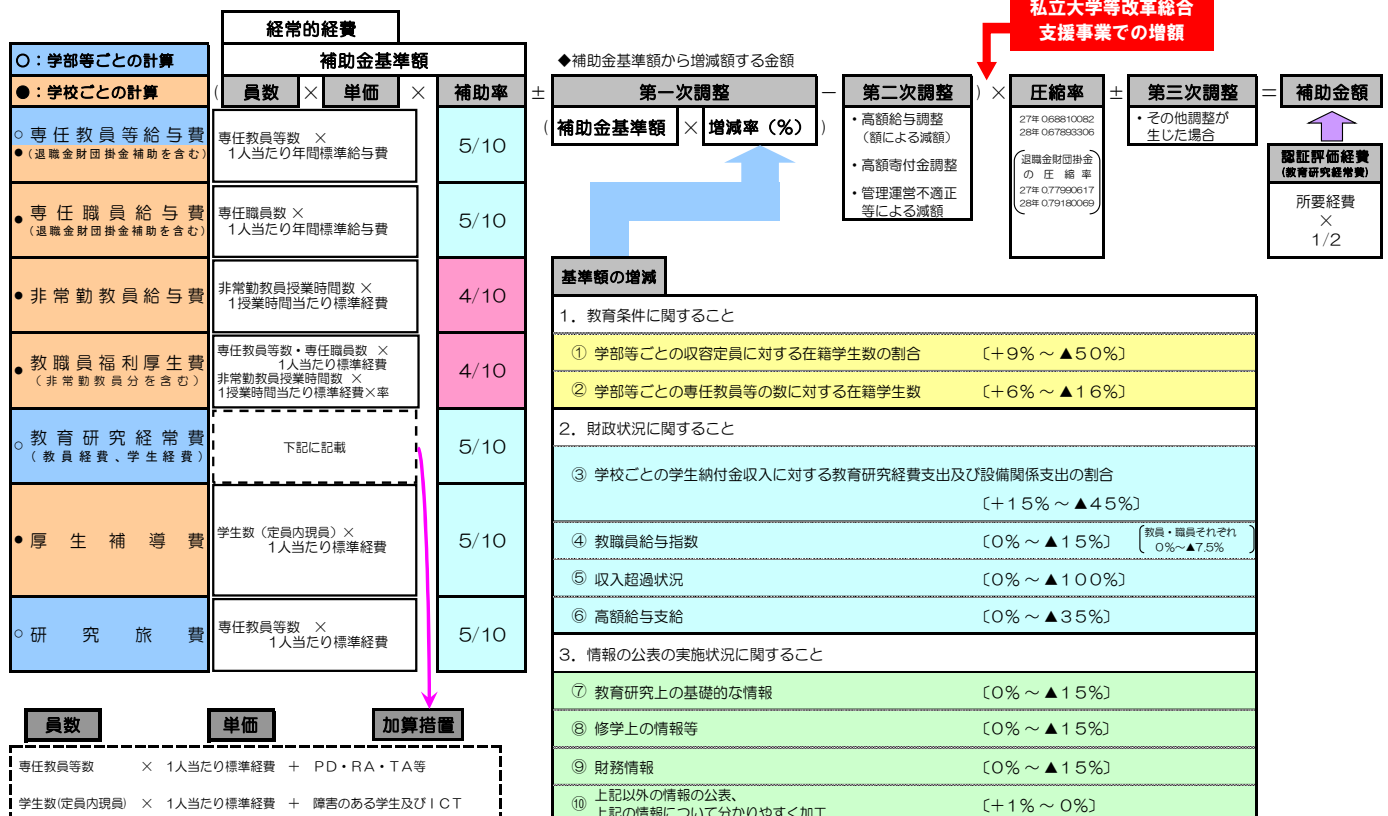 私立大学等改革総合
支援事業での増額
経常的経費
○:学部等ごとの計算
補助金基準額
◆補助金基準額から増減額する金額
●:学校ごとの計算
( 員数 × 単価 × 補助率 ± 第一次調整 − 第二次調整 ) × 圧縮率 ± 第三次調整 = 補助金額
( 補助金基準額 × 増減率(%) )
○専任教員等給与費
●(退職金財団掛金補助を含む)
専任教員等数 ×
1人当たり年間標準給与費
5/10
・高額給与調整
(額による減額)
・高額寄付金調整
・管理運営不適正
等による減額
27年 0.68810082
28年 0.67893306
退職金財団掛金
の圧縮率
27年 0.77990617
28年 0.79180069
・その他調整が
生じた場合
認証評価経費
(教育研究経常費)
所要経費
×
1/2
●専任職員給与費
(退職金財団掛金補助を含む)
専任職員数 ×
1人当たり年間標準給与費
5/10
●非常勤教員給与費
非常勤教員授業時間数 ×
1授業時間当たり標準経費
4/10
●教職員福利厚生費
(非常勤教員分を含む)
専任教員等数・専任職員数 ×
1人当たり標準経費
非常勤教員授業時間数 ×
1授業時間当たり標準経費×率
4/10
○教育研究経常費
(教員経費、学生経費)
下記に記載
5/10
●厚生補導費
学生数(定員内現員)×
1人当たり標準経費
5/10
○研究旅費
専任教員等数 ×
1人当たり標準経費
5/10
基準額の増減
1.教育条件に関すること
① 学部等ごとの収容定員に対する在籍学生数の割合 〔+9%~▲50%〕
② 学部等ごとの専任教員等の数に対する在籍学生数 〔+6%~▲16%〕
2.財政状況に関すること
③ 学校ごとの学生納付金収入に対する教育研究経費支出及び設備関係支出の割合
〔+15%~▲45%〕
④ 教職員給与指数 〔0%~▲15%〕
教員・職員それぞれ
0%~▲7.5%
⑤ 収入超過状況 〔0%~▲100%〕
⑥ 高額給与支給 〔0%~▲35%〕
3.情報の公表の実施状況に関すること
⑦ 教育研究上の基礎的な情報 〔0%~▲15%〕
⑧ 修学上の情報等 〔0%~▲15%〕
⑨ 財務情報 〔0%~▲15%〕
⑩ 上記以外の情報の公表、
上記の情報について分かりやすく加工 〔+1%~0%〕
員数 単価 加算措置
専任教員等数 × 1人当たり標準経費 + PD・RA・TA等
学生数(定員内現員) × 1人当たり標準経費 + 障害のある学生及びICT